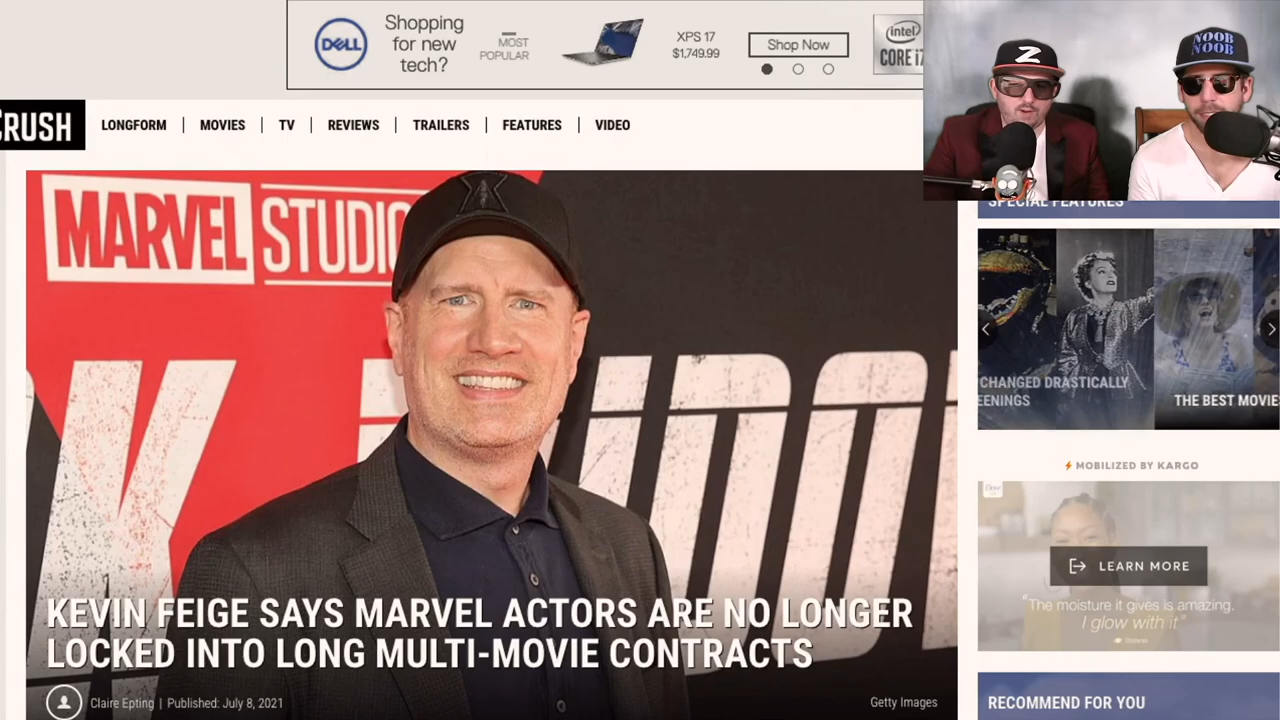 DELL
Shopping
for new
tech?
MOST
POPULAR
XPS 17
$1,749.99
Shop Now
intel
CORE i7
Z
NOOB
NOOB
CRUSH
LONGFORM
MOVIES
TV
REVIEWS
TRAILERS
FEATURES
VIDEO
MARVEL STUDIO
SPECIAL FEATURES
CHANGED DRASTICALLY
EENINGS
THE BEST MOVIE
MOBILIZED BY KARGO
Dove
LEARN MORE
"The moisture it gives is amazing.
I glow with it"
KEVIN FEIGE SAYS MARVEL ACTORS ARE NO LONGER
LOCKED INTO LONG MULTI-MOVIE CONTRACTS
Claire Epting | Published: July 8, 2021
Getty Images
RECOMMEND FOR YOU